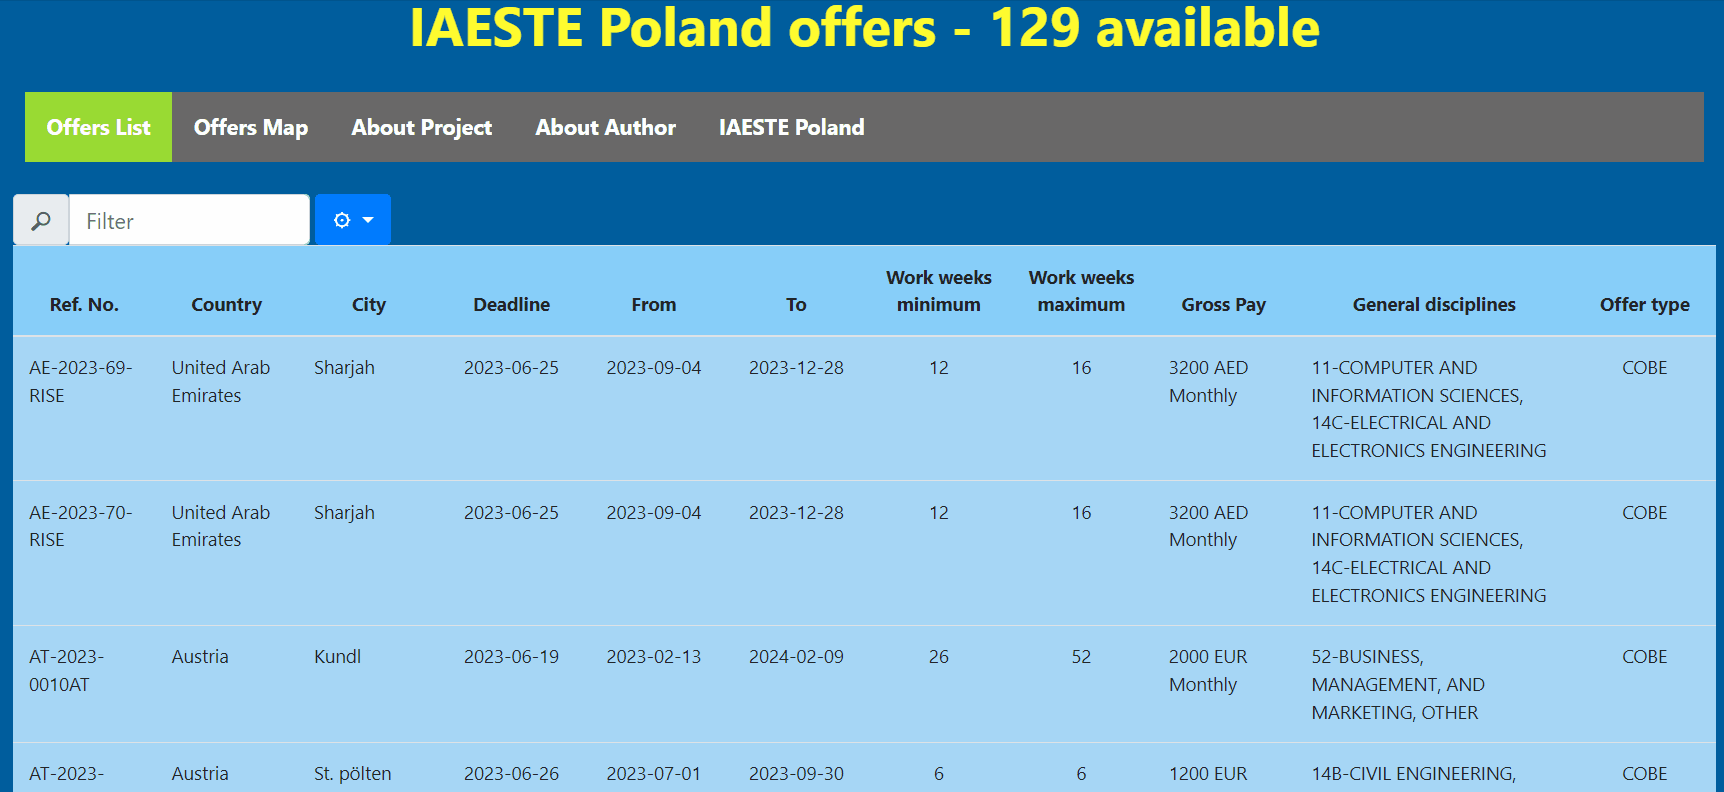 IAESTE Poland offers - 129 available
Offers List Offers Map About Project About Author IAESTE Poland
Filter
Work weeks Work weeks
Ref. No. Country City Deadline From To minimum maximum Gross Pay General disciplines Offer type
AE-2023-69- United Arab Sharjah 2023-06-25 2023-09-04 2023-12-28 12 16 3200 AED 11-COMPUTER AND COBE
RISE Emirates Monthly INFORMATION SCIENCES,
14C-ELECTRICAL AND
ELECTRONICS ENGINEERING
AE-2023-70- United Arab Sharjah 2023-06-25 2023-09-04 2023-12-28 12 16 3200 AED 11-COMPUTER AND COBE
RISE Emirates Monthly INFORMATION SCIENCES,
14C-ELECTRICAL AND
ELECTRONICS ENGINEERING
AT-2023- Austria Kundl 2023-06-19 2023-02-13 2024-02-09 26 52 2000 EUR 52-BUSINESS, COBE
0010AT Monthly MANAGEMENT, AND
MARKETING, OTHER
AT-2023- Austria St. pölten 2023-06-26 2023-07-01 2023-09-30 6 6 1200 EUR 14B-CIVIL ENGINEERING, COBE